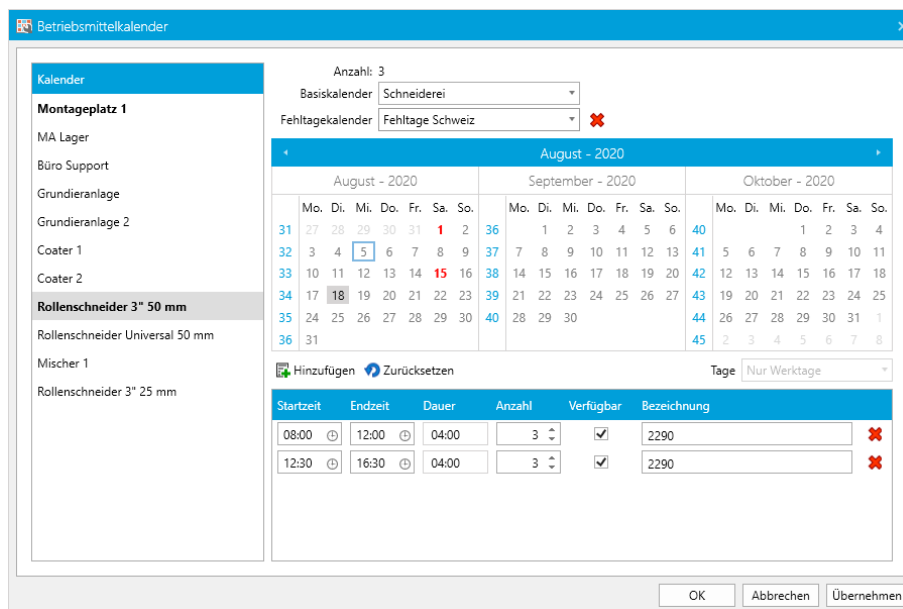 Betriebsmittelkalender
Kalender
Montageplatz 1
MA Lager
Büro Support
Grundieranlage
Grundieranlage 2
Coater 1
Coater 2
Rollenschneider 3" 50 mm
Rollenschneider Universal 50 mm
Mischer 1
Rollenschneider 3" 25 mm
Anzahl: 3
Basiskalender Schneiderei
Fehltagekalender Fehltage Schweiz
August - 2020
August - 2020 September - 2020 Oktober - 2020
Mo. Di. Mi. Do. Fr. Sa. So. Mo. Di. Mi. Do. Fr. Sa. So. Mo. Di. Mi. Do. Fr. Sa. So.
31 27 28 29 30 31 1 2 36 1 2 3 4 5 6 40 1 2 3 4
32 3 4 5 6 7 8 9 37 7 8 9 10 11 12 13 41 5 6 7 8 9 10 11
33 10 11 12 13 14 15 16 38 14 15 16 17 18 19 20 42 12 13 14 15 16 17 18
34 17 18 19 20 21 22 23 39 21 22 23 24 25 26 27 43 19 20 21 22 23 24 25
35 24 25 26 27 28 29 30 40 28 29 30 44 26 27 28 29 30 31 1
36 31 45 2 3 4 5 6 7 8
Hinzufügen Zurücksetzen Tage Nur Werktage
Startzeit Endzeit Dauer Anzahl Verfügbar Bezeichnung
08:00 12:00 04:00 3 2290
12:30 16:30 04:00 3 2290
OK Abbrechen Übernehmen